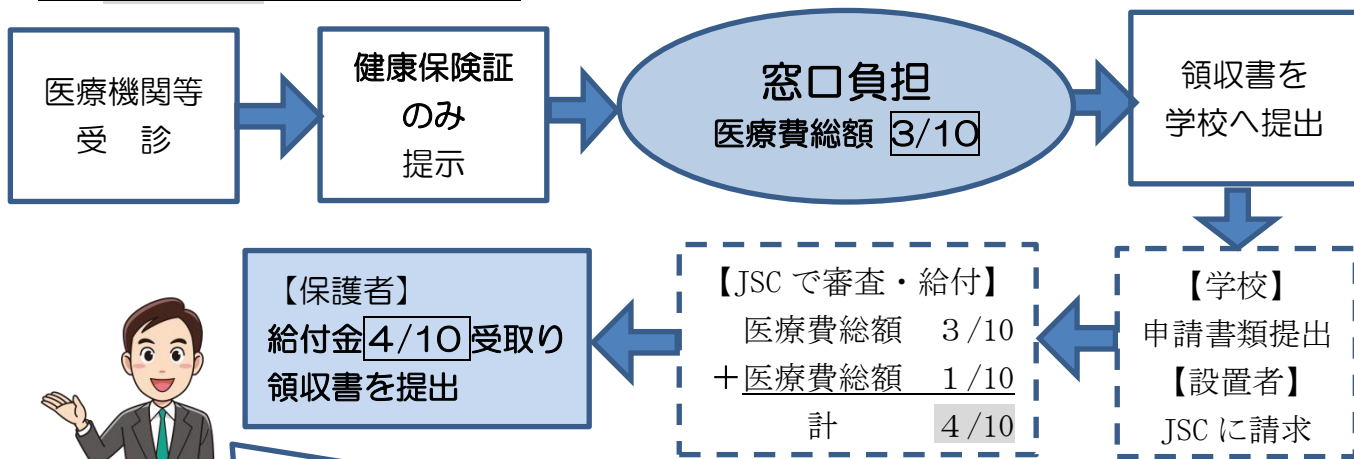 医療機関等
受　診
健康保険証
のみ
提示
窓口負担
医療費総額 3/10
領収書を
学校へ提出
【学校】
申請書類提出
【設置者】
JSC に請求
【JSC で審査・給付】
医療費総額　３/10
＋医療費総額　１/10
計　４/10
【保護者】
給付金4/10受取り
領収書を提出